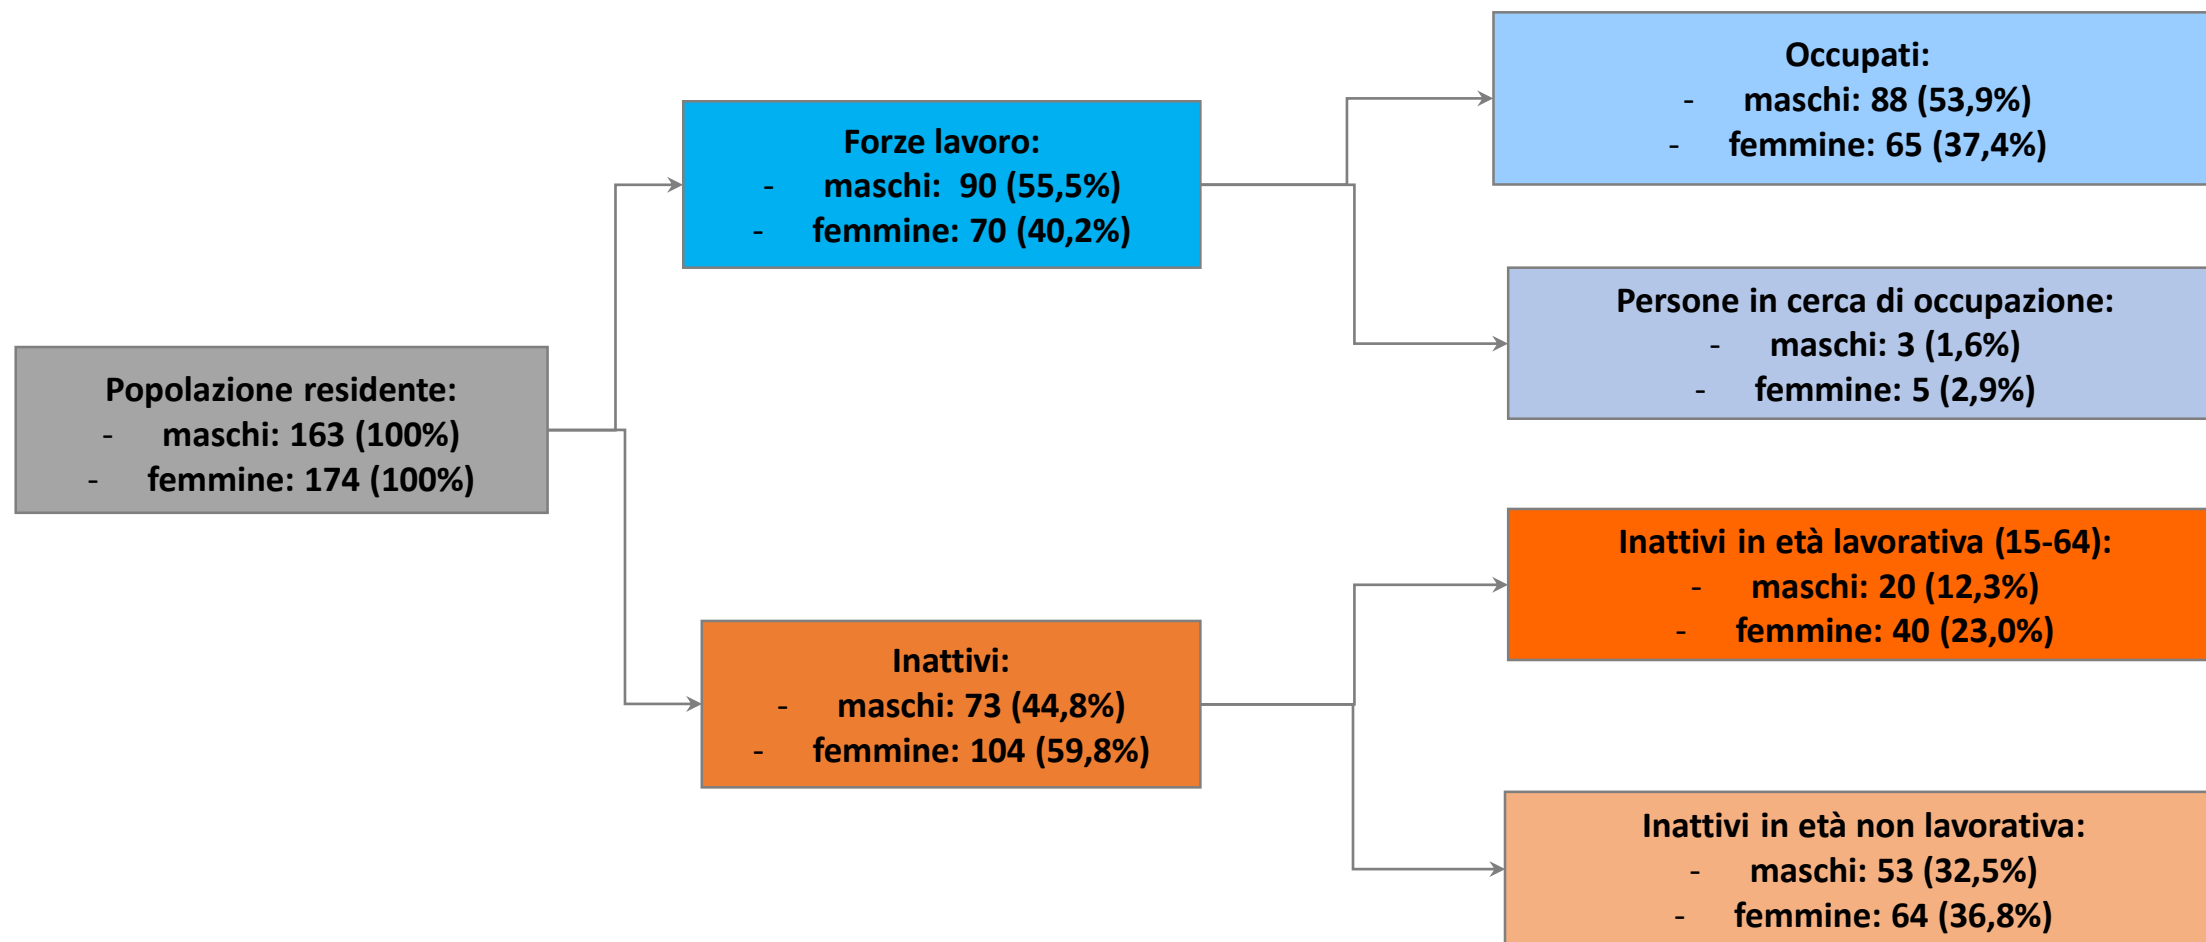 Popolazione residente:
- maschi: 163 (100%)
- femmine: 174 (100%)
Forze lavoro:
- maschi: 90 (55,5%)
- femmine: 70 (40,2%)
Inattivi:
- maschi: 73 (44,8%)
- femmine: 104 (59,8%)
Occupati:
- maschi: 88 (53,9%)
- femmine: 65 (37,4%)
Persone in cerca di occupazione:
- maschi: 3 (1,6%)
- femmine: 5 (2,9%)
Inattivi in età lavorativa (15-64):
- maschi: 20 (12,3%)
- femmine: 40 (23,0%)
Inattivi in età non lavorativa:
- maschi: 53 (32,5%)
- femmine: 64 (36,8%)